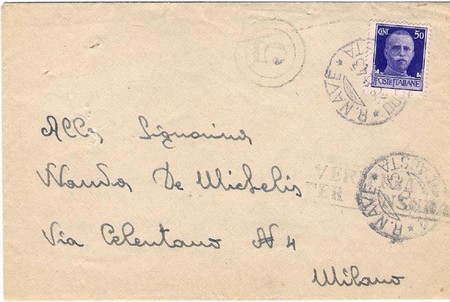 CENT. 50
POSTE ITALIANE
R. NAVE
Alla Signorina
Wanda De Michelis
R. NAVE
Via Celentano N 4
Milano